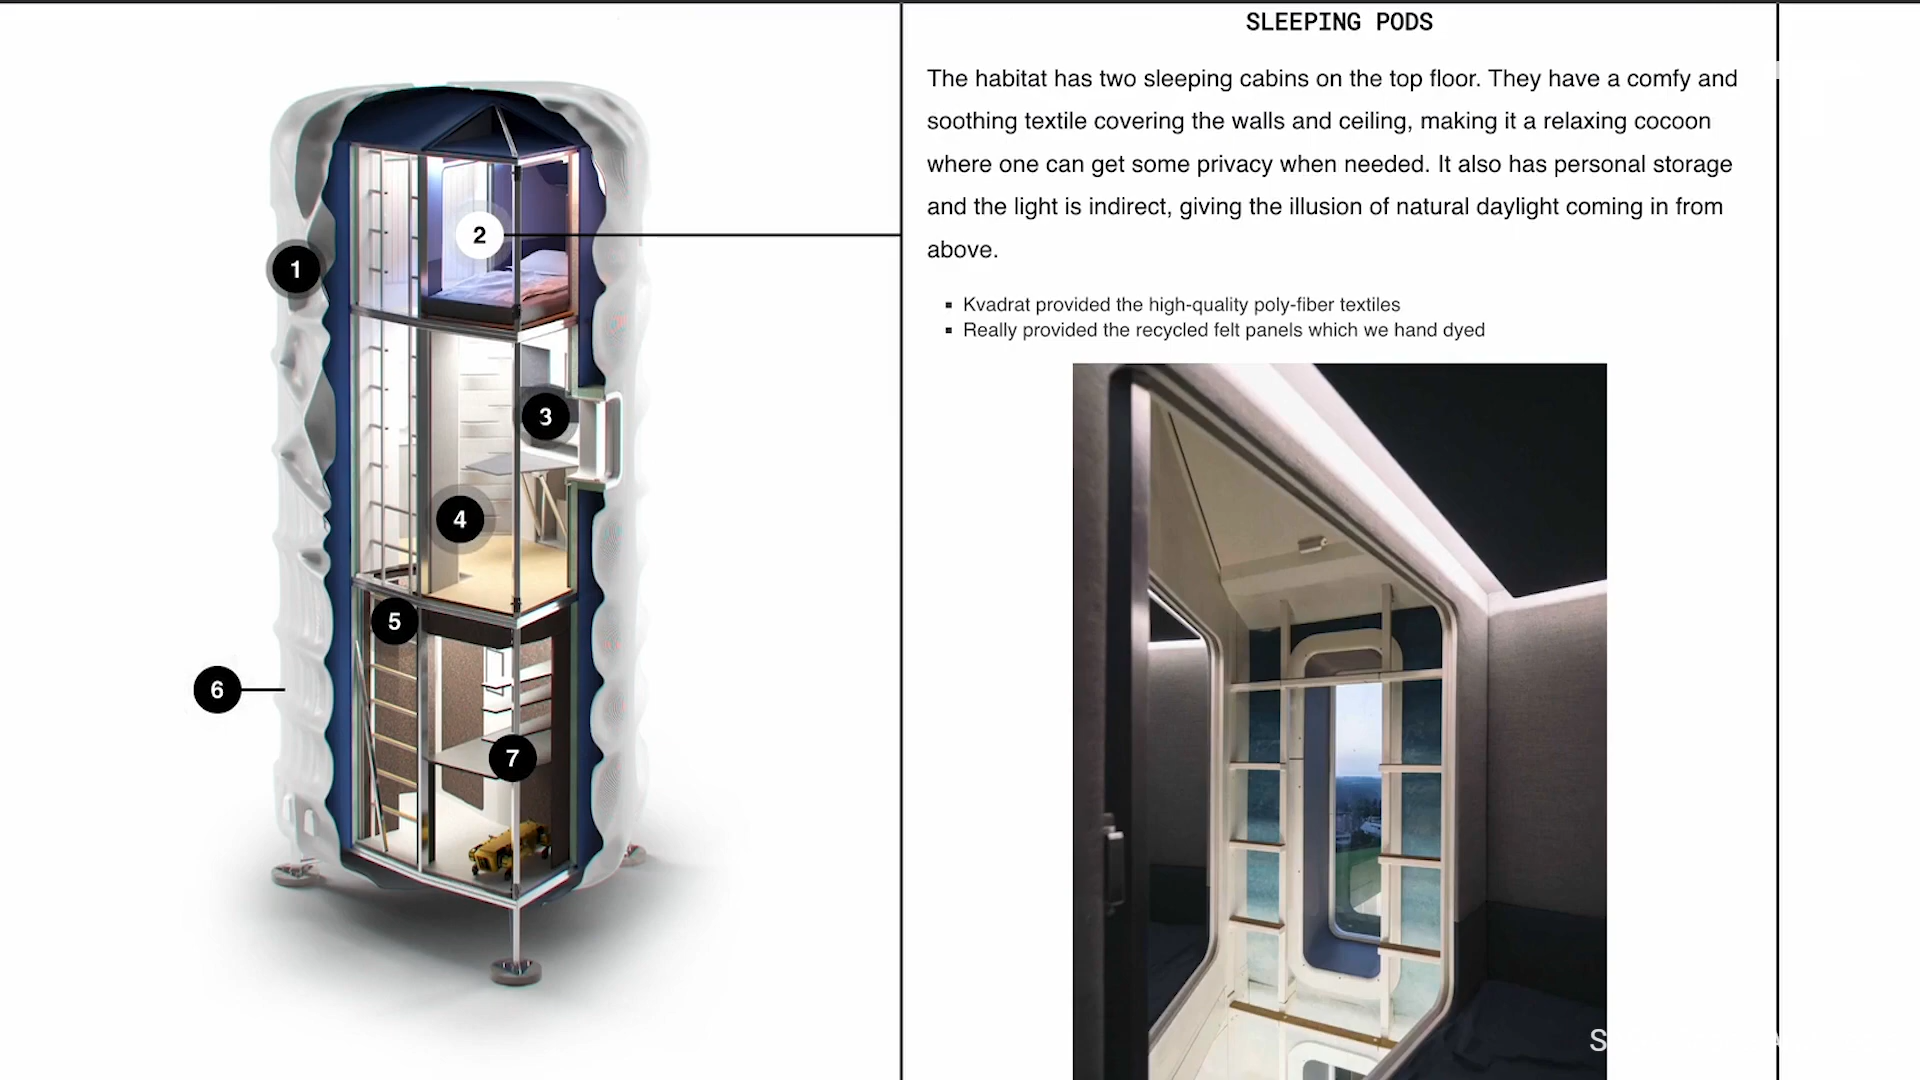 SLEEPING PODS
The habitat has two sleeping cabins on the top floor. They have a comfy and
soothing textile covering the walls and ceiling, making it a relaxing cocoon
where one can get some privacy when needed. It also has personal storage
and the light is indirect, giving the illusion of natural daylight coming in from
above.
▪ Kvadrat provided the high-quality poly-fiber textiles
▪ Really provided the recycled felt panels which we hand dyed
2
1
3
4
5
6
7